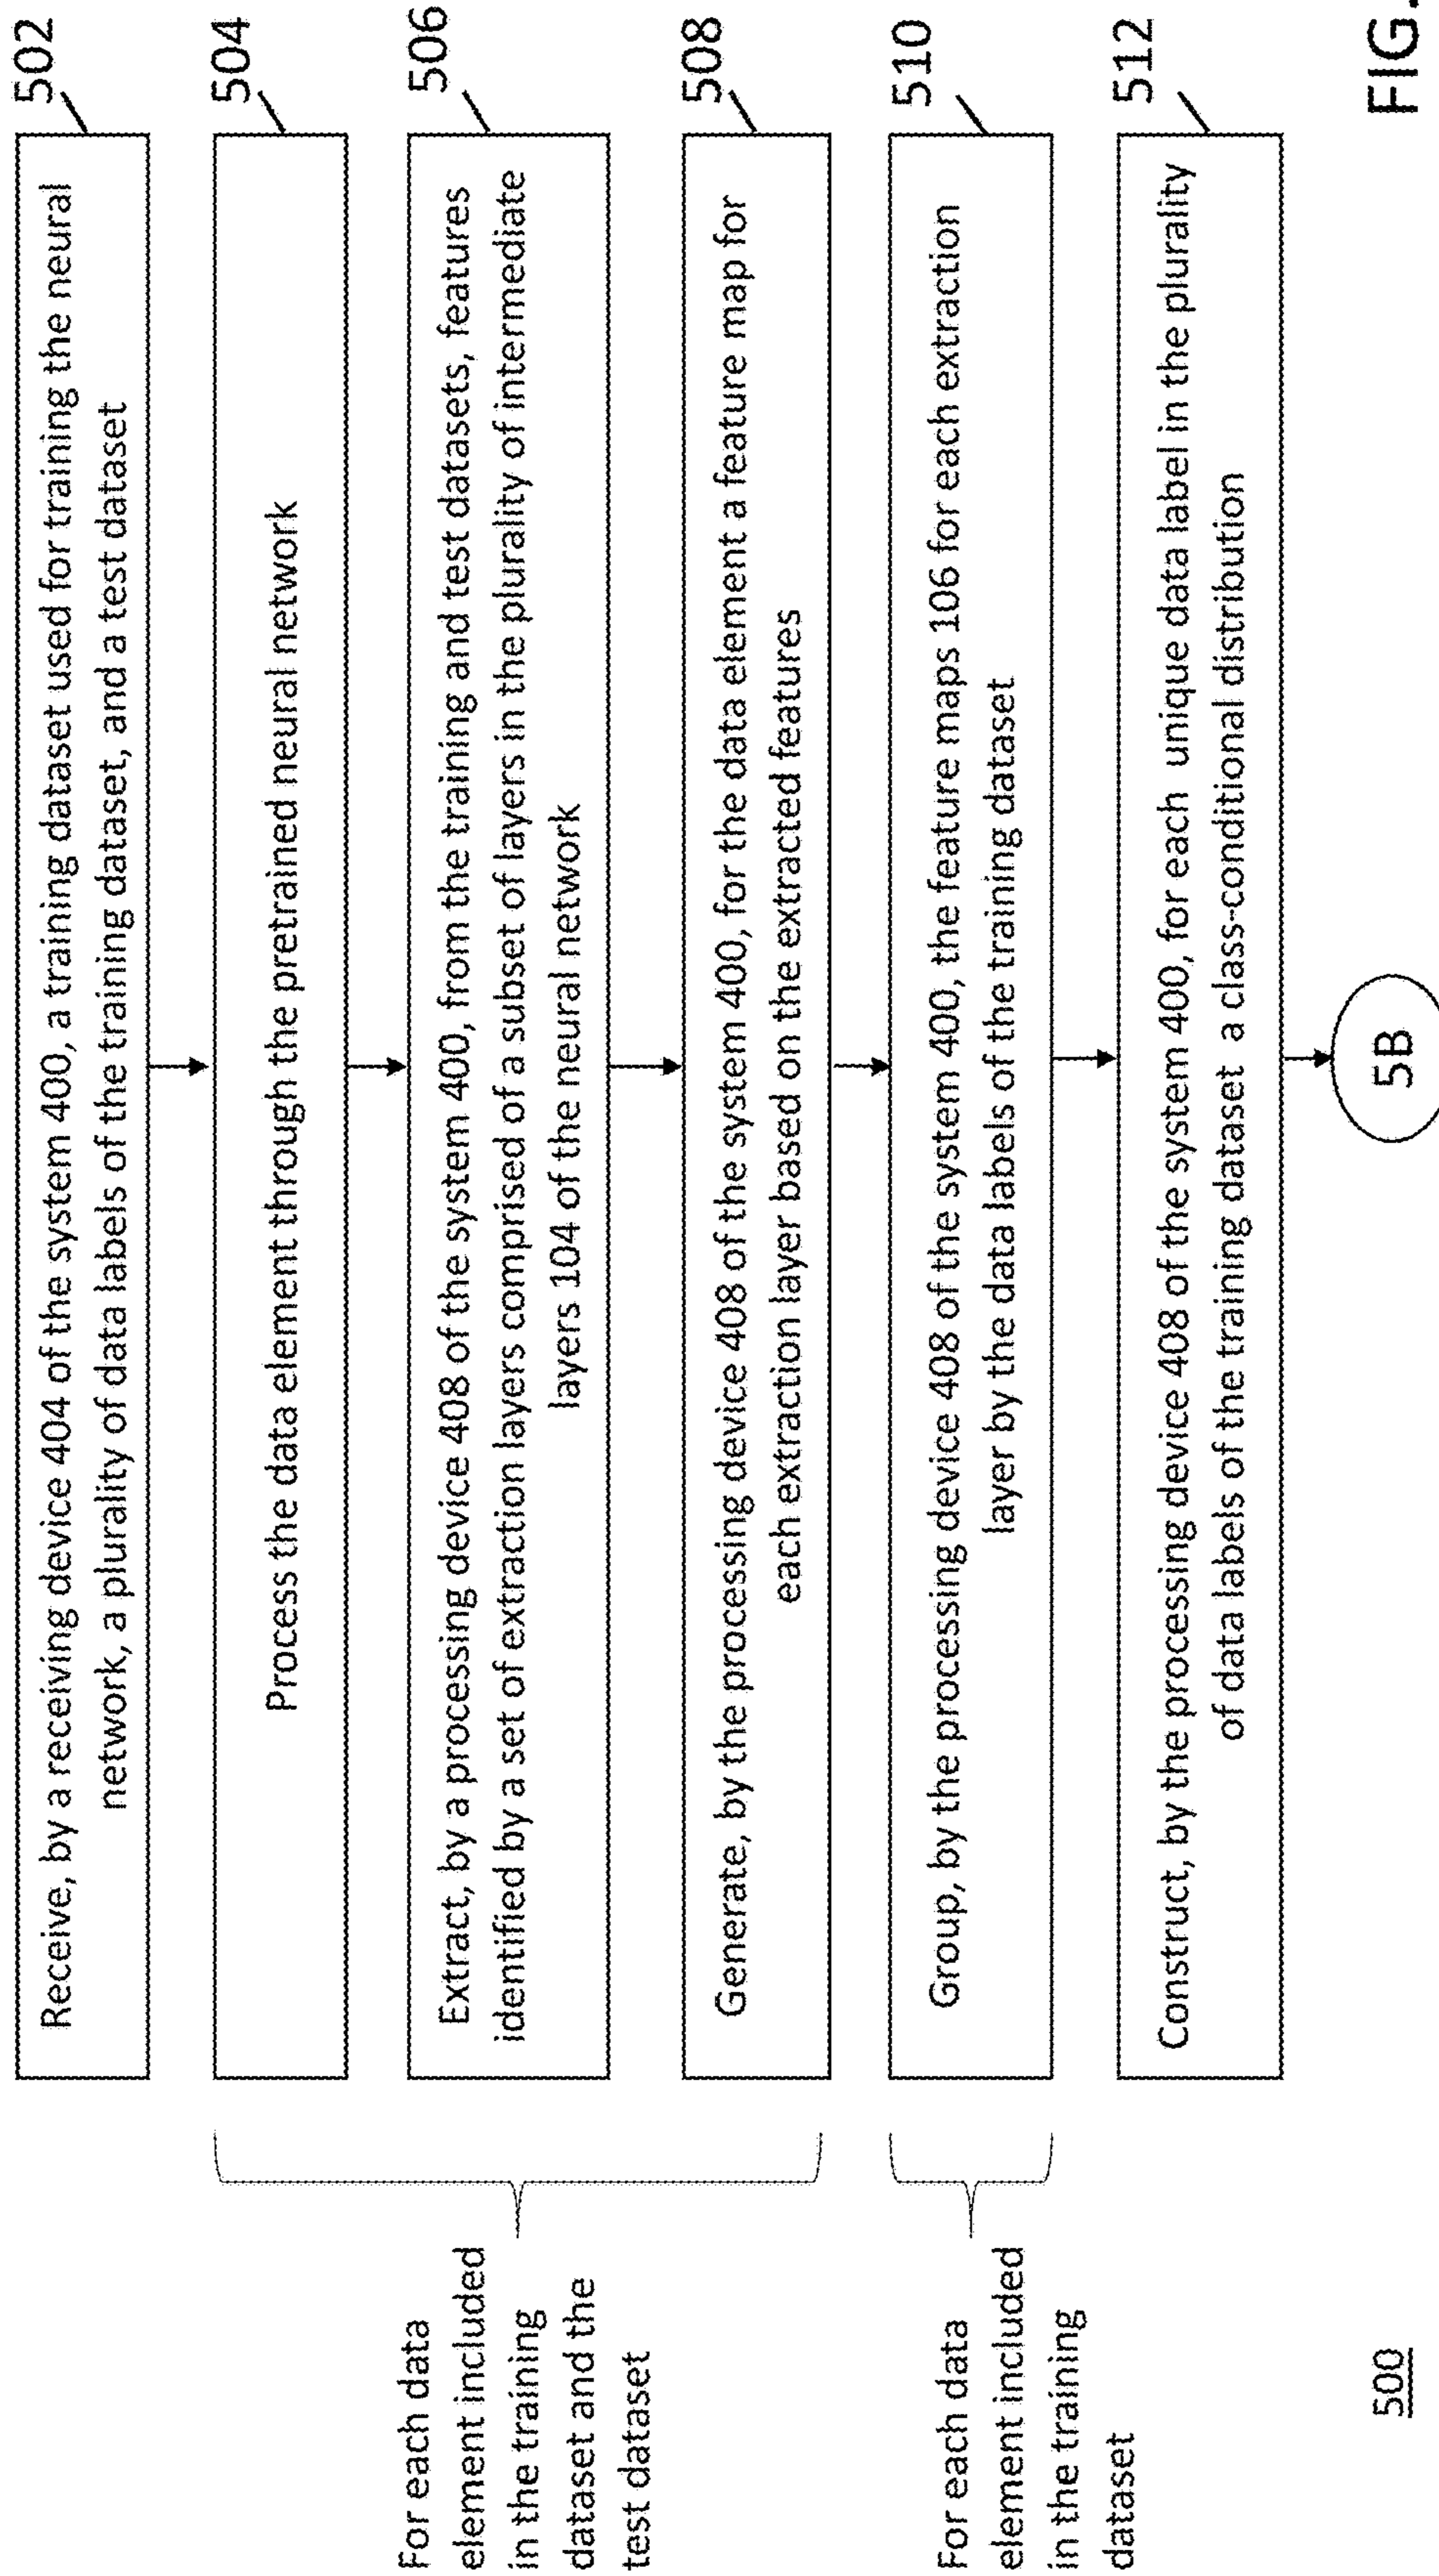 502
Receive, by a receiving device 404 of the system 400, a training dataset used for training the neural
network, a plurality of data labels of the training dataset, and a test dataset
504
Process the data element through the pretrained neural network
For each data
element included
in the training
dataset and the
test dataset
506
Extract, by a processing device 408 of the system 400, from the training and test datasets, features
identified by a set of extraction layers comprised of a subset of layers in the plurality of intermediate
layers 104 of the neural network
508
Generate, by the processing device 408 of the system 400, for the data element a feature map for
each extraction layer based on the extracted features
For each data
element included
in the training
dataset
510
Group, by the processing device 408 of the system 400, the feature maps 106 for each extraction
layer by the data labels of the training dataset
512
Construct, by the processing device 408 of the system 400, for each unique data label in the plurality
of data labels of the training dataset a class-conditional distribution
5B
500
FIG.